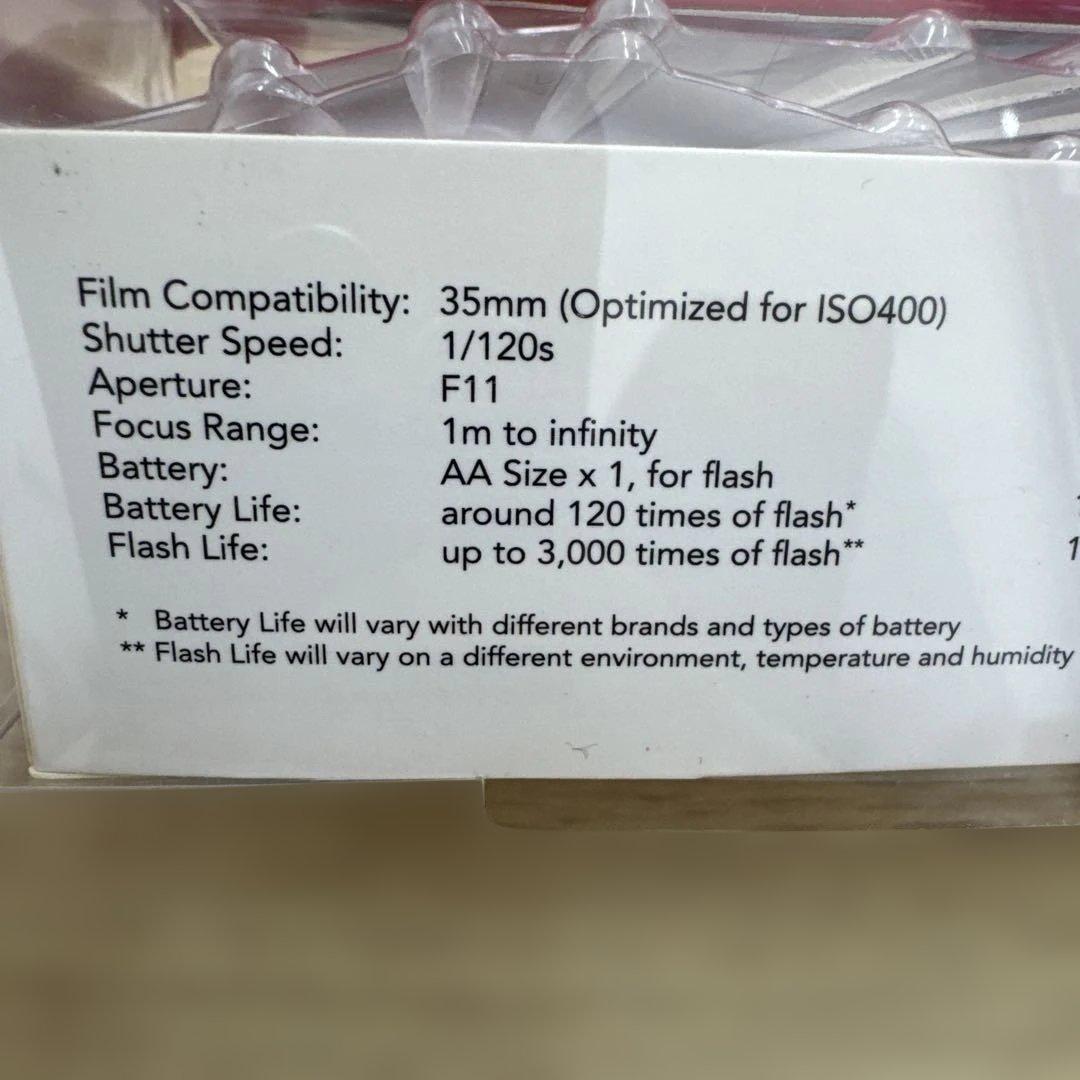 Film Compatibility: 35mm (Optimized for ISO400)
Shutter Speed: 1/120s
Aperture: F11
Focus Range: 1m to infinity
Battery: AA Size x 1, for flash
Battery Life: around 120 times of flash*
Flash Life: up to 3,000 times of flash**
* Battery Life will vary with different brands and types of battery
** Flash Life will vary on a different environment, temperature and humidity